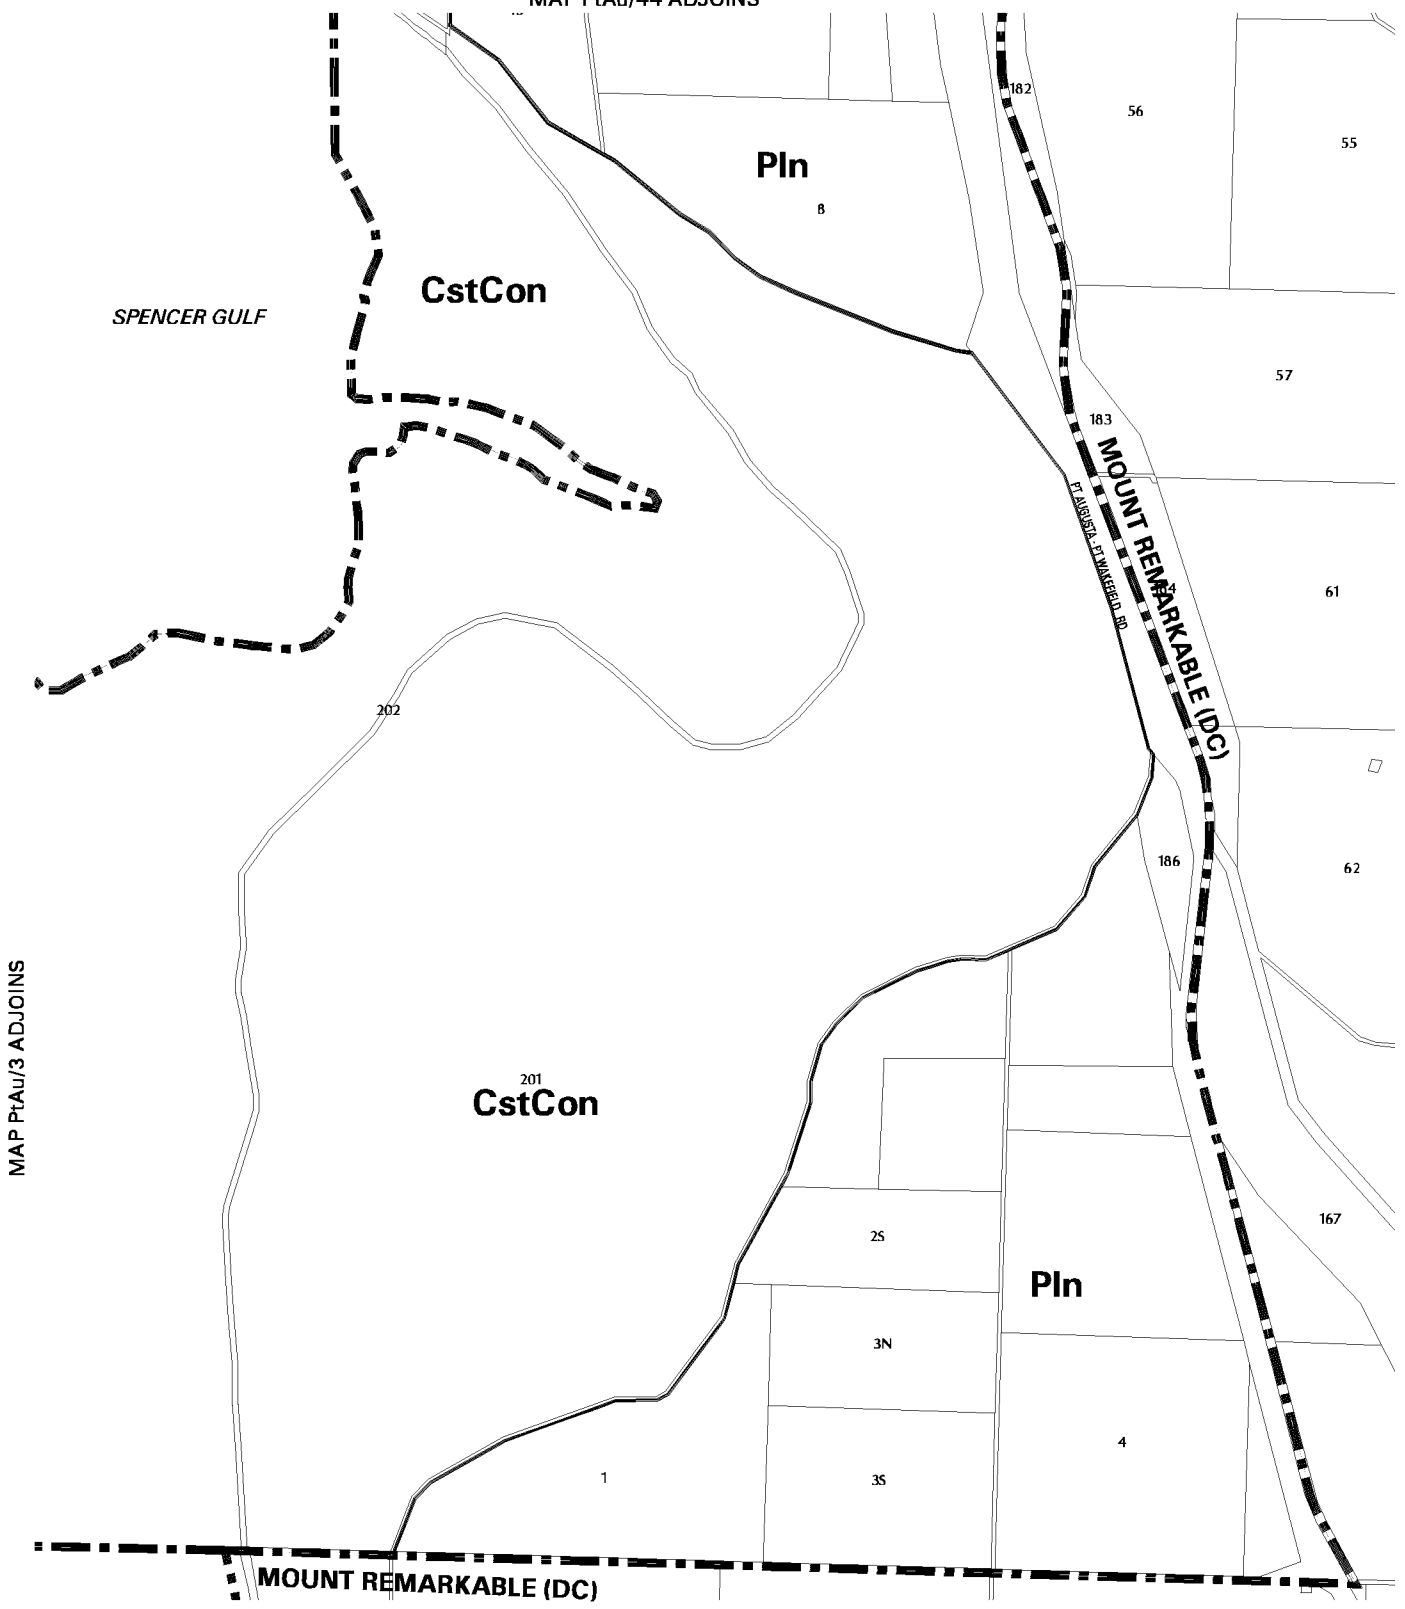 MAP PtAu/44 ADJOINS
182
56
55
Pln
8
CstCon
SPENCER GULF
57
183
MOUNT REMARKABLE (DC)
PT AUGUSTA - PT WAKEFIELD RD
61
202
186
62
MAP PtAu/3 ADJOINS
201
CstCon
167
2S
Pln
3N
4
1
3S
MOUNT REMARKABLE (DC)